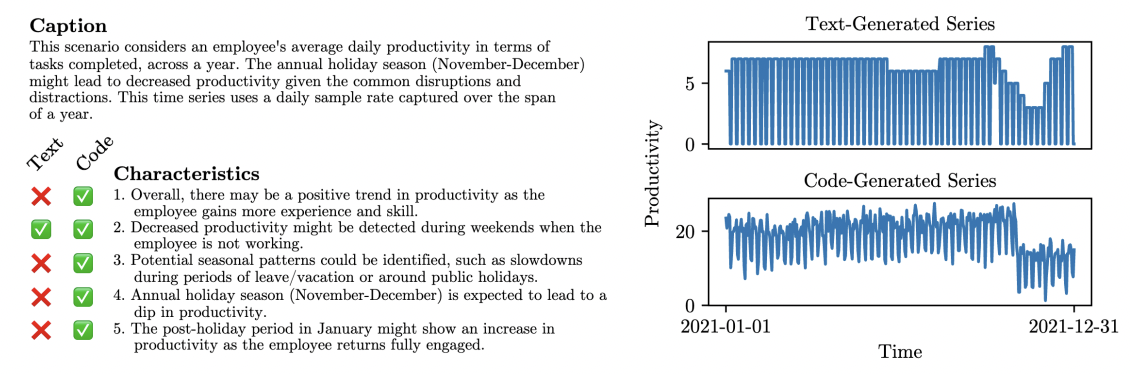 Caption
This scenario considers an employee's average daily productivity in terms of
tasks completed, across a year. The annual holiday season (November-December)
might lead to decreased productivity given the common disruptions and
distractions. This time series uses a daily sample rate captured over the span
of a year.
Text
Code
Characteristics
1. Overall, there may be a positive trend in productivity as the
employee gains more experience and skill.
2. Decreased productivity might be detected during weekends when the
employee is not working.
3. Potential seasonal patterns could be identified, such as slowdowns
during periods of leave/vacation or around public holidays.
4. Annual holiday season (November-December) is expected to lead to a
dip in productivity.
5. The post-holiday period in January might show an increase in
productivity as the employee returns fully engaged.
Text-Generated Series
5
0
Productivity
Code-Generated Series
20
0
2021-01-01
2021-12-31
Time